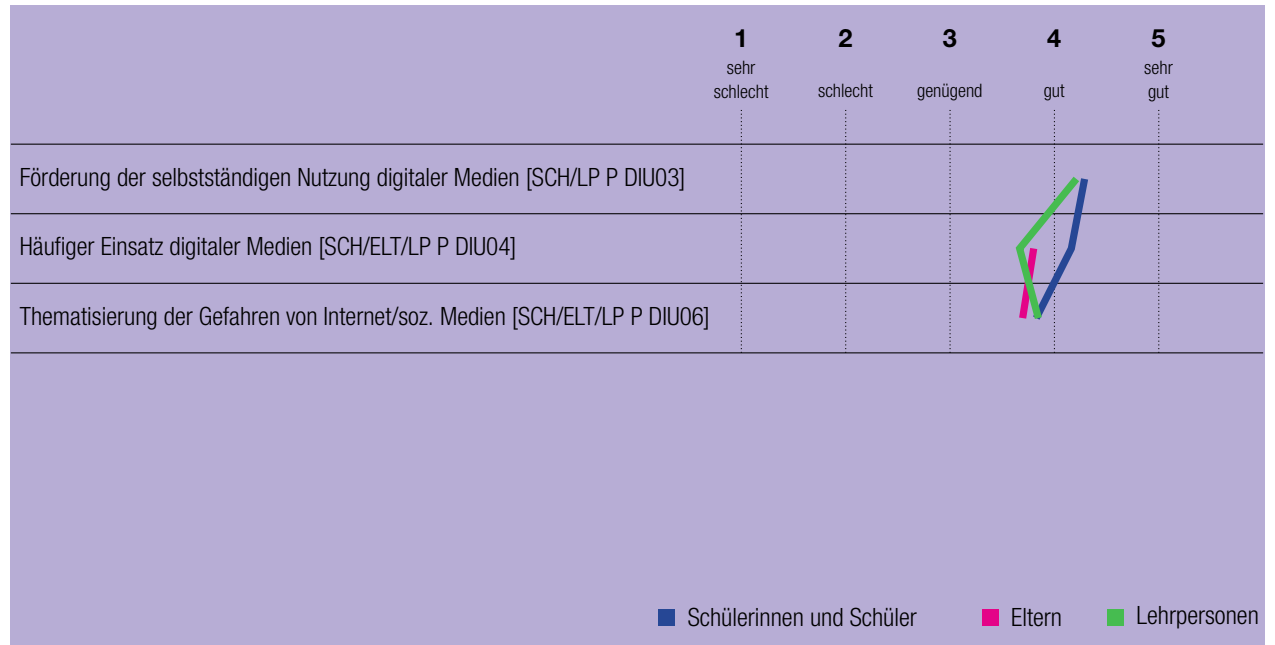 1 2 3 4 5
sehr schlecht schlecht genügend gut sehr gut
Förderung der selbstständigen Nutzung digitaler Medien [SCH/LP P DIU03]
Häufiger Einsatz digitaler Medien [SCH/ELT/LP P DIU04]
Thematisierung der Gefahren von Internet/soz. Medien [SCH/ELT/LP P DIU06]
Schülerinnen und Schüler Eltern Lehrpersonen